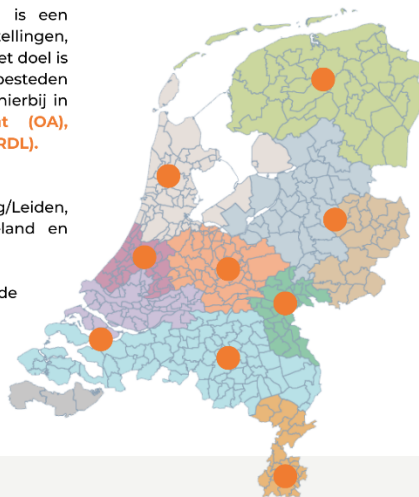 is een
tellingen,
et doel is
besteden
hierbij in
t (OA),
RDL).
g/Leiden,
land en
de